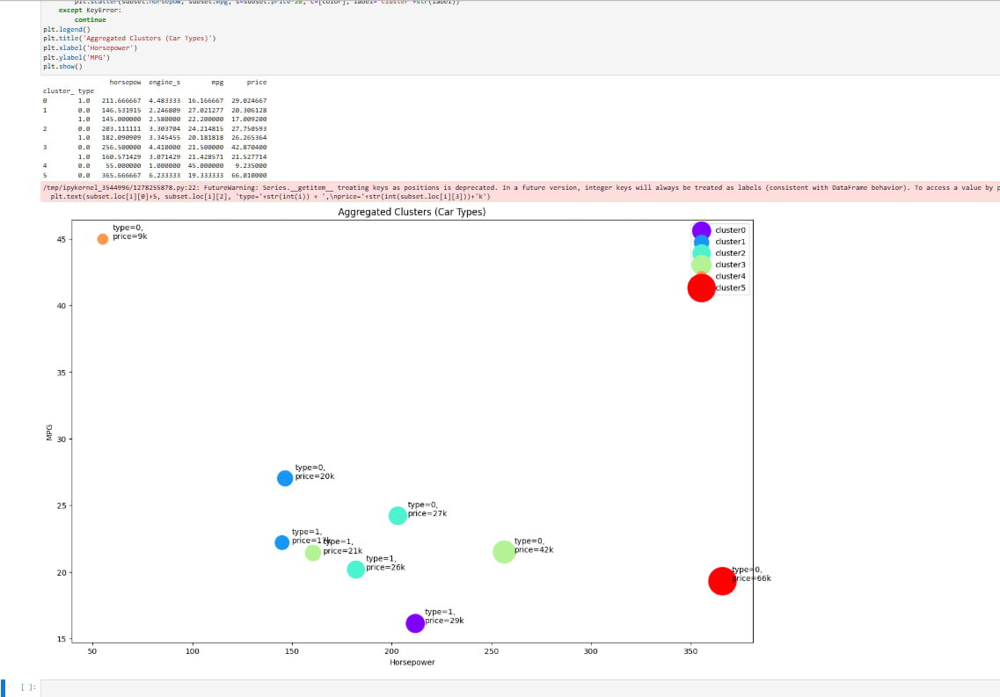 plt.scatter(subset.horsepow, subset.mpg, s=subset.price*20, c=[color], label='cluster'+str(label))
except KeyError:
continue
plt.legend()
plt.title('Aggregated Clusters (Car Types)')
plt.xlabel('Horsepower')
plt.ylabel('MPG')
plt.show()
horsepow engine_s mpg price
cluster_ type
0 1.0 211.666667 4.483333 16.166667 29.024667
1 0.0 146.531915 2.246809 27.021277 20.306128
1.0 145.000000 2.580000 22.200000 17.009200
2 0.0 203.111111 3.303704 24.214815 27.750593
1.0 182.090909 3.345455 20.181818 26.265364
3 0.0 256.500000 4.410000 21.500000 42.870400
1.0 160.571429 3.071429 21.428571 21.527714
4 0.0 55.000000 1.000000 45.000000 9.235000
5 0.0 365.666667 6.233333 19.333333 66.010000
/tmp/ipykernel_3544996/1278255878.py:22: FutureWarning: Series.__getitem__ treating keys as positions is deprecated. In a future version, integer keys will always be treated as labels (consistent with DataFrame behavior). To access a value by p
plt.text(subset.loc[i][0]+5, subset.loc[i][2], 'type='+str(int(i)) + ',\nprice='+str(int(subset.loc[i][3]))+'k')
Aggregated Clusters (Car Types)
type=0,
price=9k
cluster0
cluster1
cluster2
cluster3
cluster4
cluster5
45
40
35
30
25
20
15
MPG
type=0,
price=20k
type=0,
price=27k
type=1,
price=17k
type=1,
price=21k
type=0,
price=42k
type=1,
price=26k
type=0,
price=66k
type=1,
price=29k
50 100 150 200 250 300 350
Horsepower
[ ]: